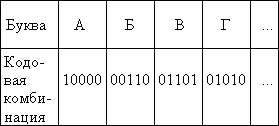 Буква А Б В Г ...
Кодо-
вая 10000 00110 01101 01010 ...
комби-
нация